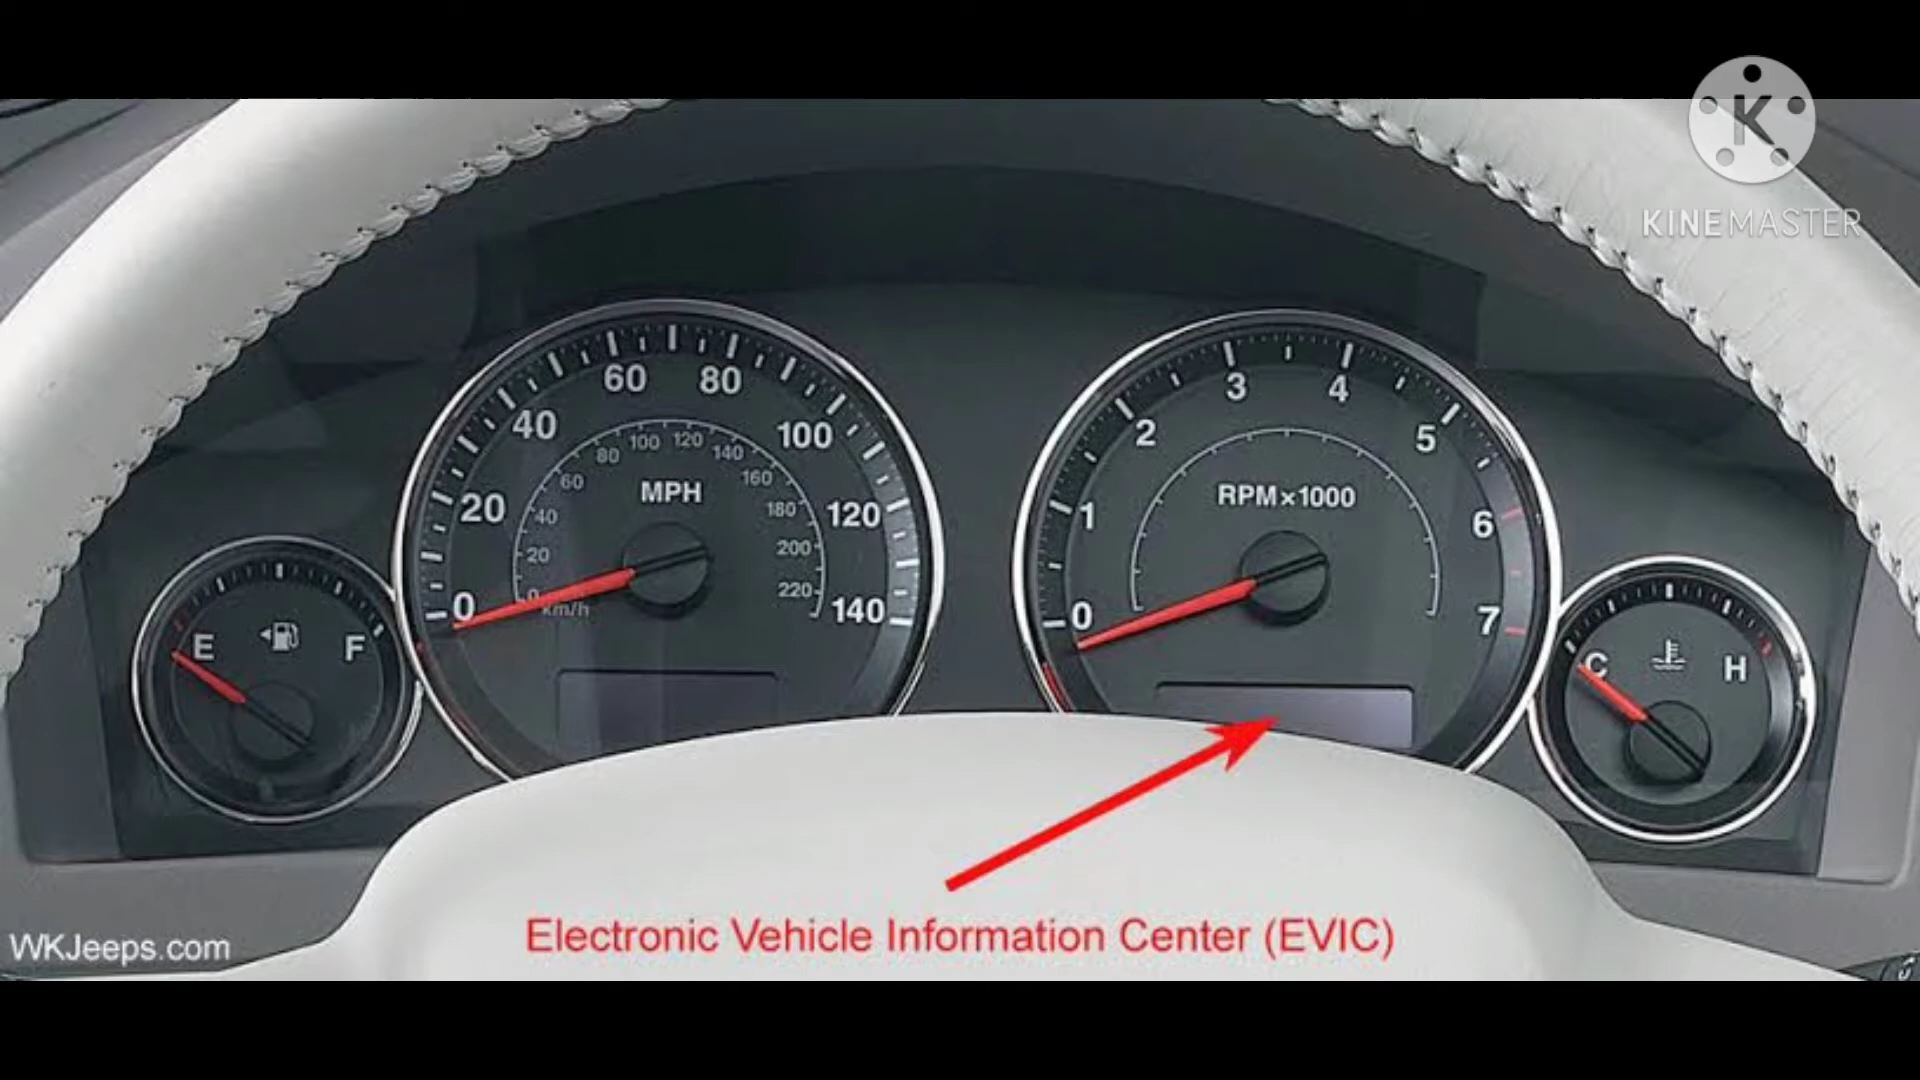 K
KINEMASTER
60 80
40 100
20 MPH 120
0 140
80 100 120 140
60 160
40 180
20 200
0 220
km/h
3 4
2 5
1 RPM×1000 6
0 7
E F
C H
Electronic Vehicle Information Center (EVIC)
WKJeeps.com